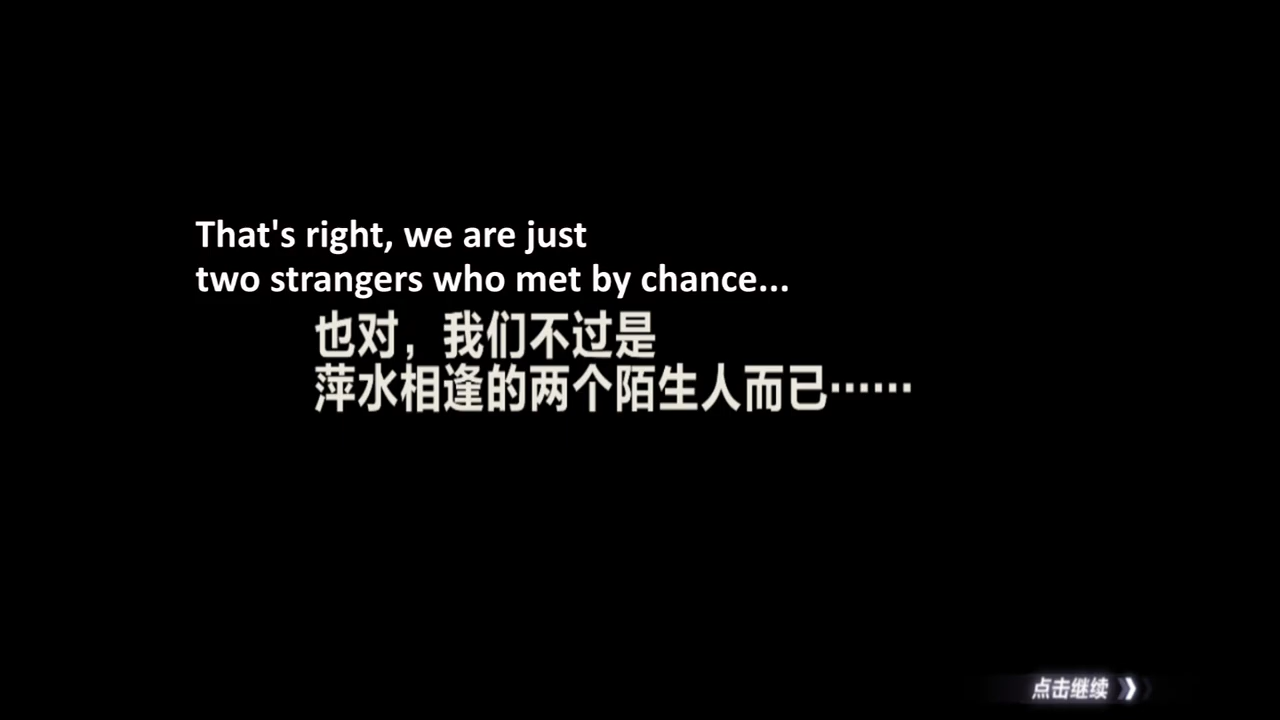 That's right, we are just
two strangers who met by chance...
也对，我们不过是
萍水相逢的两个陌生人而已……
点击继续